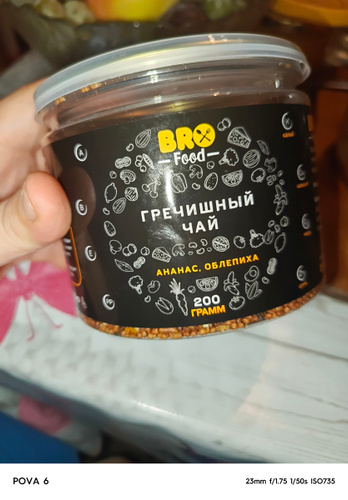 BRO
Food
ГРЕЧИШНЫЙ
ЧАЙ
АНАНАС, ОБЛЕПИХА
200
ГРАММ
POVA 6
23mm f/1.75 1/50s ISO735